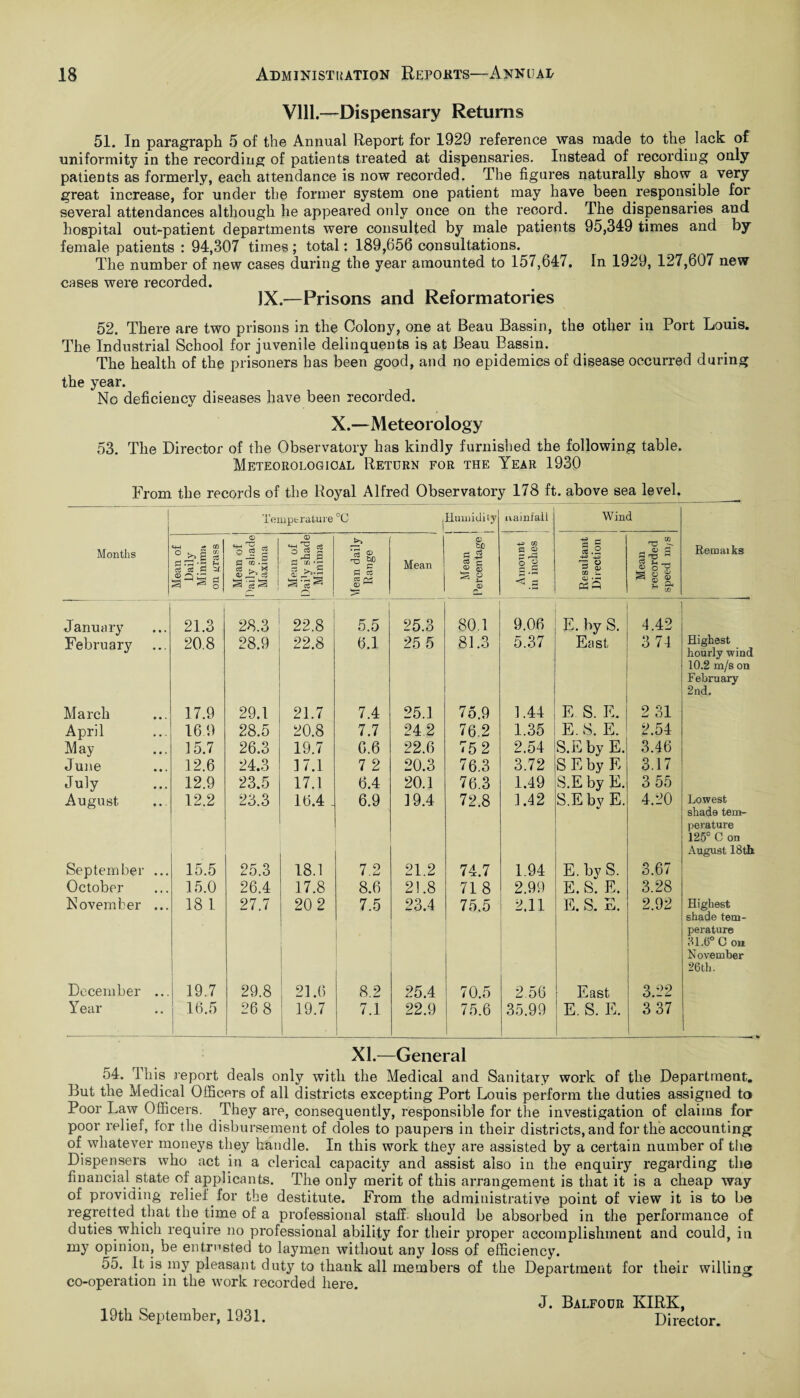 18 Administration Reports—Annual
Vlll.—Dispensary Returns
51. In paragraph 5 of the Annual Report for 1929 reference was made to the lack of
uniformity in the recording of patients treated at dispensaries. Instead of recording only
patients as formerly, each attendance is now recorded. The figures naturally show a very
great increase, for under the former system one patient may have been responsible for
several attendances although he appeared only once on the record. The dispensaries and
hospital out-patient departments were consulted by male patients 95,349 times and by
female patients : 94,307 times ; total : 189,656 consultations.
The number of new cases during the year amounted to 157,647. In 1929, 127,607 new
cases were recorded.
IX.—Prisons and Reformatories
52. There are two prisons in the Colony, one at Beau Bassin, the other in Port Louis.
The Industrial School for juvenile delinquents is at Beau Bassin.
The health of the prisoners has been good, and no epidemics of disease occurred during
the year.
No deficiency diseases have been recorded.
X.—Meteorology
53. The Director of the Observatory has kindly furnished the following table.
Meteorological Return for the Year 1930
From the records of the Royal Alfred Observatory 178 ft. above sea level.
Months Temperature °C Humidity Rainfall Wind Remarks
Mean of Daily Minima on grass Mean of Daily shade Maxima Mean of Daily shade Minima Mean daily Range Mean Mean Percentage Amount in inches Resultant Direction Mean recorded speed m/s
January ... 21.3 28.3 22.8 5.5 25.3 80.1 9.06 E. by S. 4.42
February ... 20.8 28.9 22.8 6.1 25 5 81.3 5.37 East 3 74 Highest
hourly wind
10.2 m/s on
February
2nd.
March ... 17.9 29.1 21.7 7.4 25.1 75.9 1.44 E S. E. 2 31
April ... 16 9 28.5 20.8 7.7 24 2 76.2 1.35 E. S. E. 2.54
May ... 15.7 26.3 19.7 6.6 22.6 75 2 2.54 S.E by E. 3.46
June ... 12.6 24.3 17.1 7 2 20.3 76.3 3.72 S E by E 3.17
July ... 12.9 23.5 17.1 6.4 20.1 76.3 1.49 S.E by E. 3 55
August .. 12.2 23.3 16.4 6.9 19.4 72.8 1.42 S.E by E. 4.20 Lowest
shade tem-
perature
125° C on
August 18th
September ... 15.5 25.3 18.1 7.2 21.2 74.7 1.94 E. by S. 3.67
October ... 15.0 26.4 17.8 8.6 21.8 71 8 2.99 E. S. E. 3.28
November ... 18 1 27.7 20 2 7.5 23.4 75.5 2.11 E. S. E. 2.92 Highest
shade tem-
perature
31.6° C on
November
26th.
December ... 19.7 29.8 21.6 8.2 25.4 70.5 2 56 East 3.22
Year .. 16.5 26 8 19.7 7.1 22.9 75.6 35.99 E. S. E. 3 37
XI.—General
54. This report deals only with the Medical and Sanitary work of the Department.
But the Medical Officers of all districts excepting Port Louis perform the duties assigned to
Poor Law Officers. They are, consequently, responsible for the investigation of claims for
poor relief, for the disbursement of doles to paupers in their districts, and for the accounting
of whatever moneys they handle. In this work they are assisted by a certain number of the
Dispensers who act in a clerical capacity and assist also in the enquiry regarding the
financial state of applicants. The only merit of this arrangement is that it is a cheap way
of providing relief for the destitute. From the administrative point of view it is to be
regretted that the time of a professional staff should be absorbed in the performance of
duties which require no professional ability for their proper accomplishment and could, in
my opinion, be entrusted to laymen without any loss of efficiency.
55. It is my pleasant duty to thank all members of the Department for their willing
co-operation in the work recorded here.
J. Balfour KIRK,
19th September, 1931. Director.